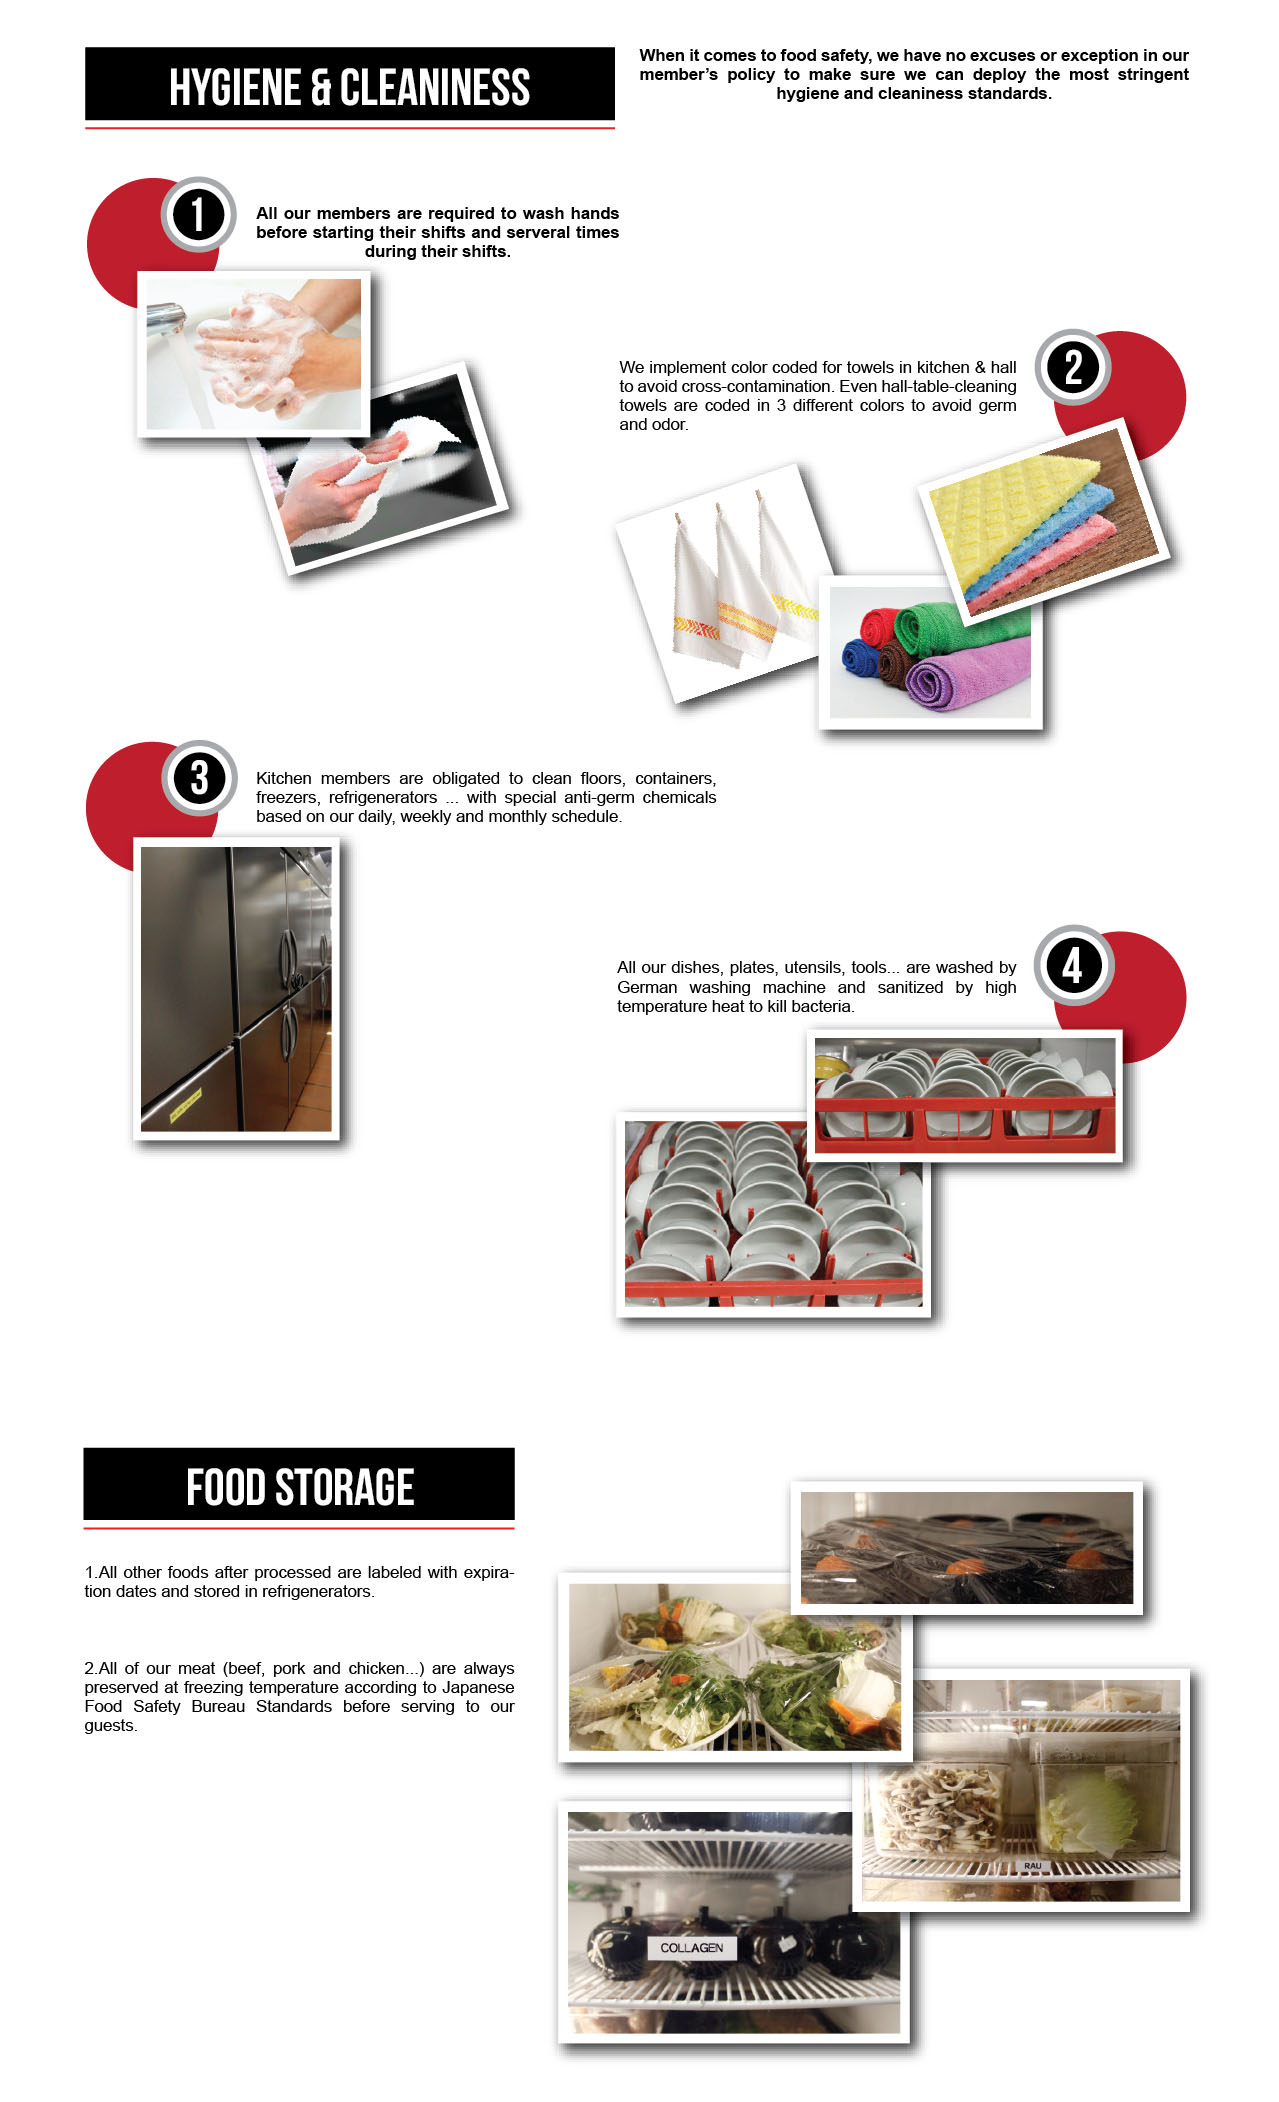 HYGIENE & CLEANINESS
When it comes to food safety, we have no excuses or exception in our
member’s policy to make sure we can deploy the most stringent
hygiene and cleaniness standards.
1
All our members are required to wash hands
before starting their shifts and serveral times
during their shifts.
2
We implement color coded for towels in kitchen & hall
to avoid cross-contamination. Even hall-table-cleaning
towels are coded in 3 different colors to avoid germ
and odor.
3
Kitchen members are obligated to clean floors, containers,
freezers, refrigenerators ... with special anti-germ chemicals
based on our daily, weekly and monthly schedule.
4
All our dishes, plates, utensils, tools... are washed by
German washing machine and sanitized by high
temperature heat to kill bacteria.
FOOD STORAGE
1.All other foods after processed are labeled with expira-
tion dates and stored in refrigenerators.
2.All of our meat (beef, pork and chicken...) are always
preserved at freezing temperature according to Japanese
Food Safety Bureau Standards before serving to our
guests.
RAU
COLLAGEN